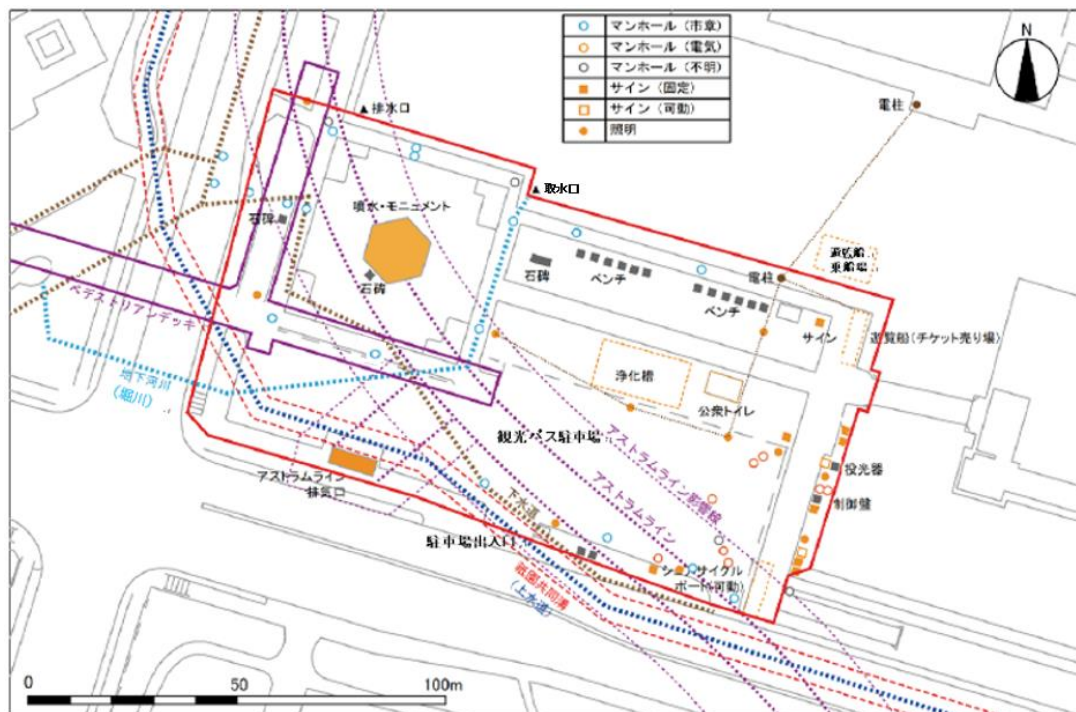 マンホール（市章）
マンホール（電気）
マンホール（不明）
サイン（固定）
サイン（可動）
照明
N
電柱
▲排水口
▲取水口
噴水・モニュメント
石碑
石碑
石碑
ベンチ
ベンチ
電柱
遊覧船
乗船場
サイン
遊覧船(チケット売り場)
ペデストリアンデッキ
地下河川
(堀川)
浄化槽
公衆トイレ
観光バス駐車場
アストラムライン影響線
アストラムライン
投光器
制御盤
アストラムライン
排気口
下水道
駐車場出入口
シェアサイクル
ポート(可動)
祇園共同溝
(上水道)
0
50
100m